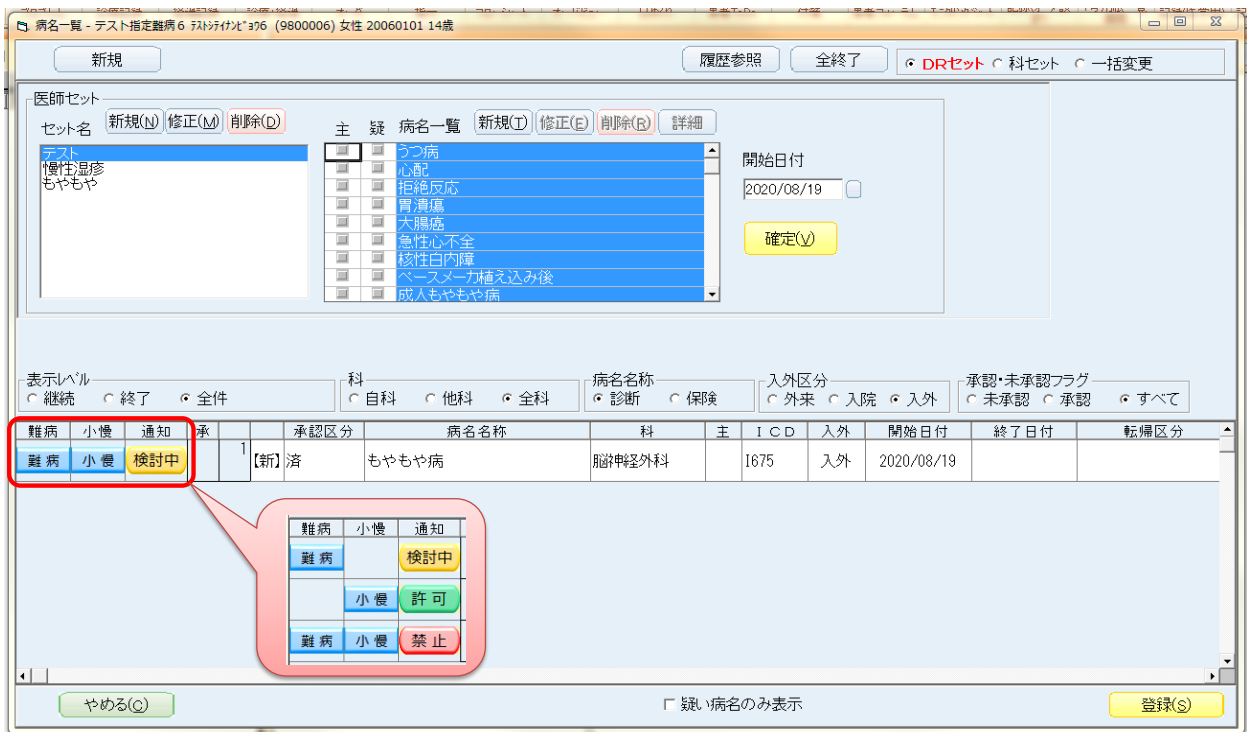 病名一覧 - テスト指定難病6 ﾃｽﾄｼﾃｲﾅﾝﾋﾞｮｳ6 (9800006) 女性 20060101 14歳
新規 履歴参照 全終了 DRセット 科セット 一括変更
医師セット
セット名 新規(N) 修正(M) 削除(D) 主 疑 病名一覧 新規(T) 修正(E) 削除(R) 詳細
テスト
慢性湿疹
もやもや
うつ病
心配
拒絶反応
胃潰瘍
大腸癌
急性心不全
核性白内障
ペースメーカ植え込み後
成人もやもや病
開始日付
2020/08/19
確定(V)
表示レベル 科 病名名称 入外区分 承認・未承認フラグ
継続 終了 全件 自科 他科 全科 診断 保険 外来 入院 入外 未承認 承認 すべて
難病 小慢 通知 承 承認区分 病名名称 科 主 ICD 入外 開始日付 終了日付 転帰区分
難病 小慢 検討中 1 【新】 済 もやもや病 脳神経外科 I675 入外 2020/08/19
難病 小慢 通知
難病 検討中
小慢 許可
難病 小慢 禁止
やめる(C) 疑い病名のみ表示 登録(S)